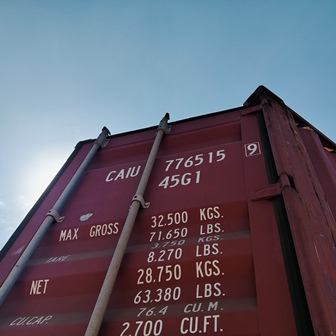 CAIU 776515 9
45G1
MAX GROSS 32.500 KGS.
71.650 LBS.
TARE 3.750 KGS.
8.270 LBS.
NET 28.750 KGS.
63.380 LBS.
CU.CAP. 76.4 CU.M.
2.700 CU.FT.